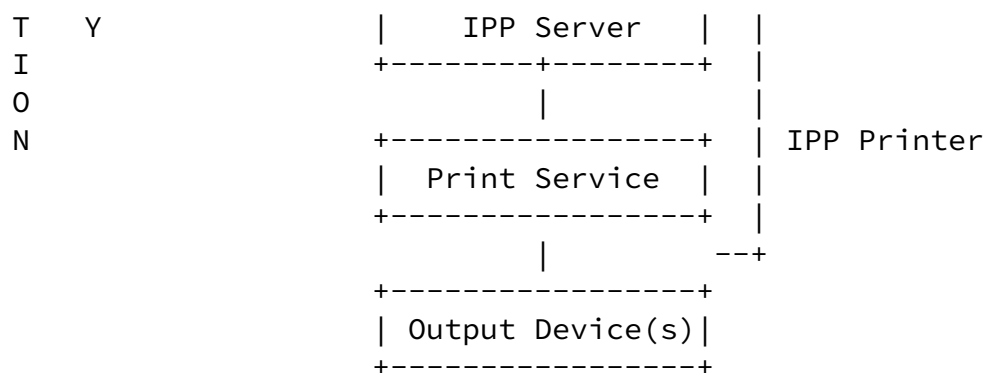 T   Y                |    IPP Server    |  |
I                    +--------+--------+  |
O                             |           |
N                    +-----------------+  | IPP Printer
                     |  Print Service  |  |
                     +-----------------+  |
                              |         --+
                     +-----------------+
                     | Output Device(s)|
                     +-----------------+